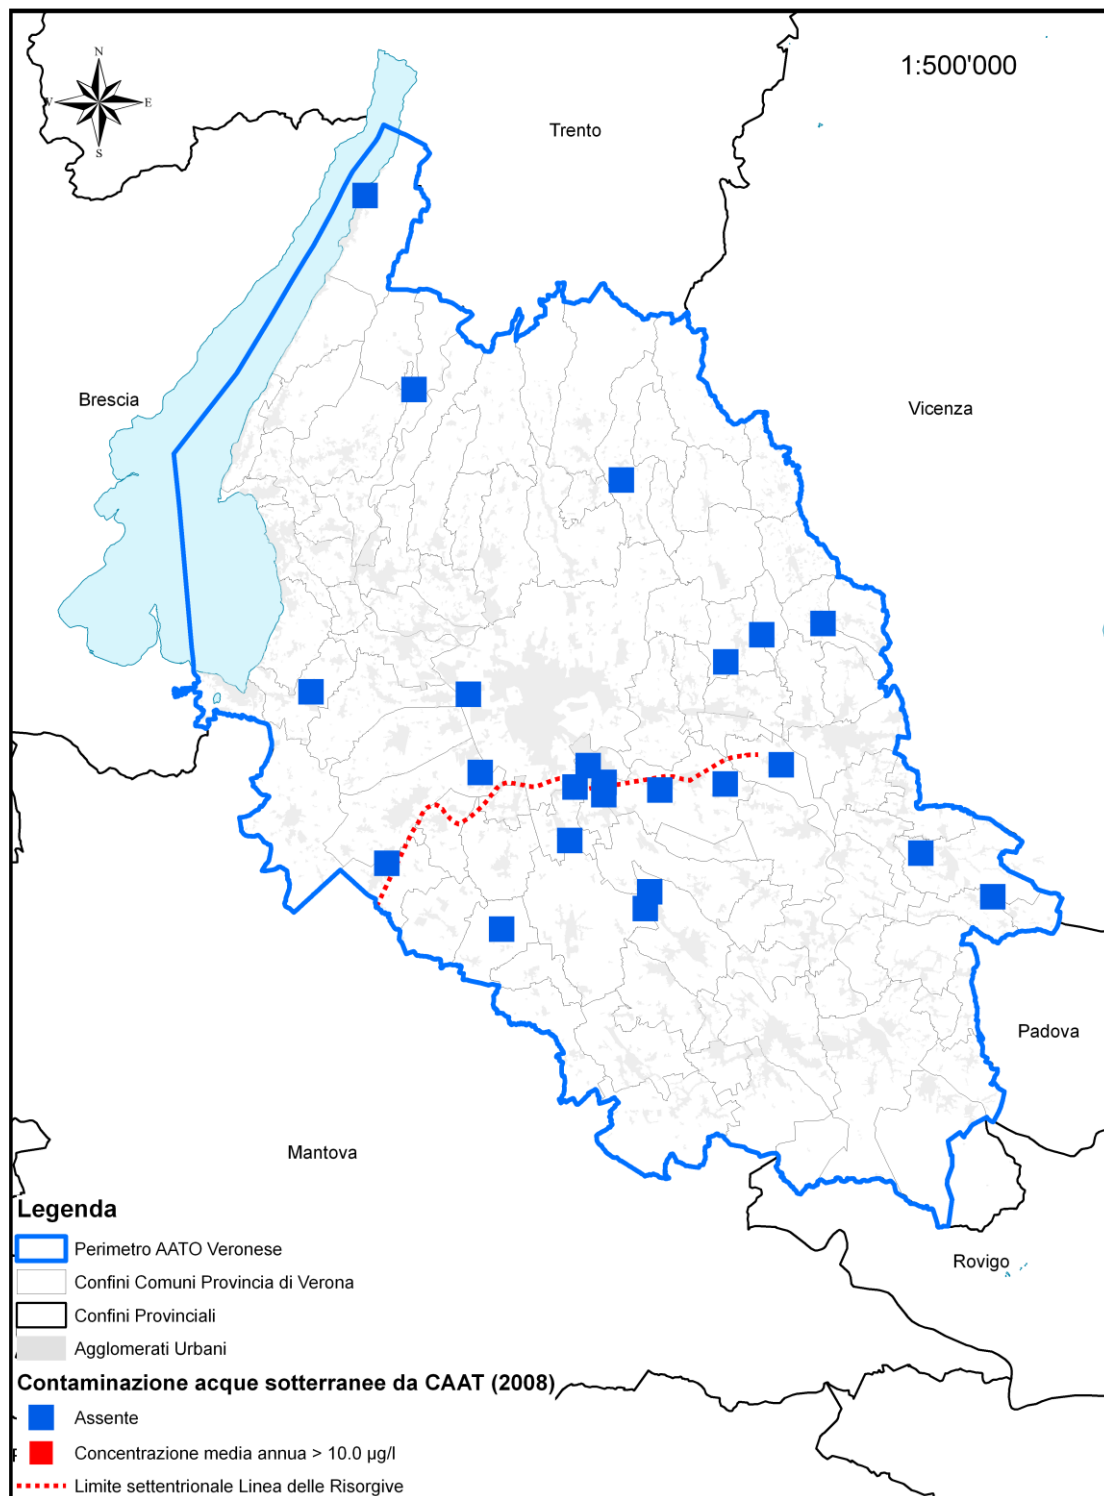 N
1:500'000
V
E
S
Trento
Brescia
Vicenza
Padova
Mantova
Rovigo
Legenda
Perimetro AATO Veronese
Confini Comuni Provincia di Verona
Confini Provinciali
Agglomerati Urbani
Contaminazione acque sotterranee da CAAT (2008)
Assente
Concentrazione media annua > 10.0 µg/l
Limite settentrionale Linea delle Risorgive